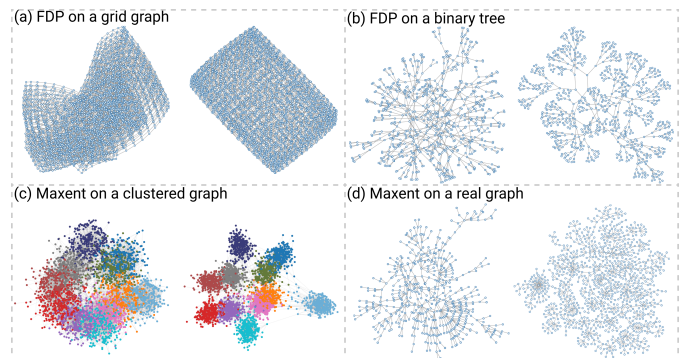 (a) FDP on a grid graph
(b) FDP on a binary tree
(c) Maxent on a clustered graph
(d) Maxent on a real graph